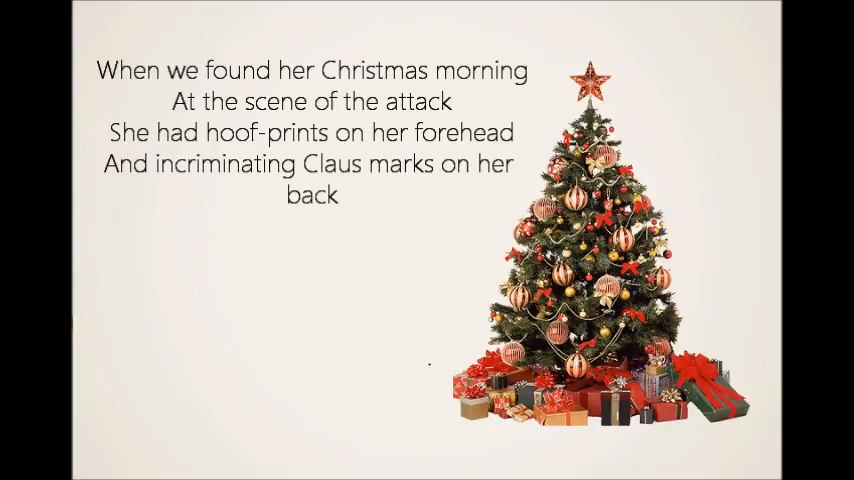 When we found her Christmas morning
At the scene of the attack
She had hoof-prints on her forehead
And incriminating Claus marks on her
back